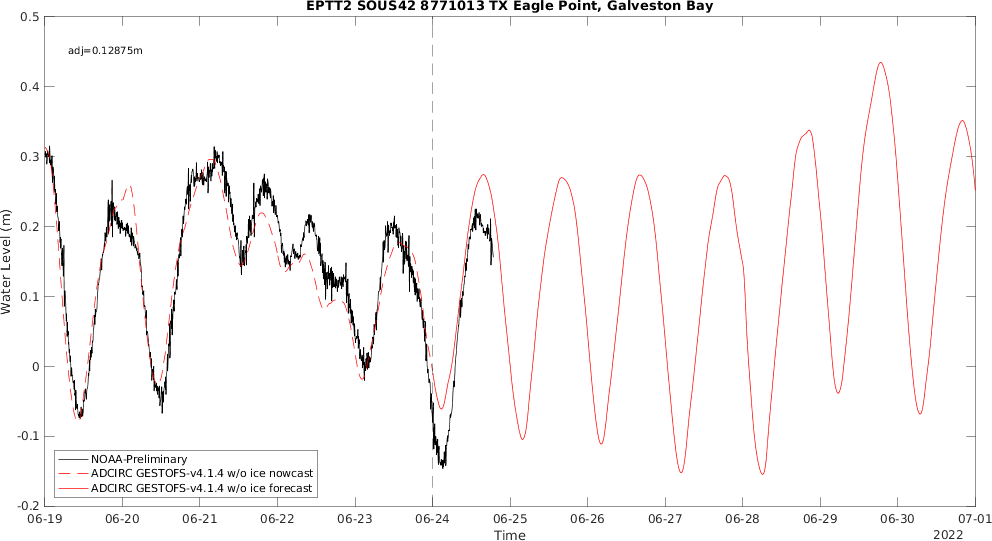 EPTT2 SOUS42 8771013 TX Eagle Point, Galveston Bay
adj=0.12875m
0.5
0.4
0.3
0.2
0.1
0
-0.1
-0.2
Water Level (m)
NOAA-Preliminary
ADCIRC GESTOFS-v4.1.4 w/o ice nowcast
ADCIRC GESTOFS-v4.1.4 w/o ice forecast
06-19 06-20 06-21 06-22 06-23 06-24 06-25 06-26 06-27 06-28 06-29 06-30 07-01
Time
2022